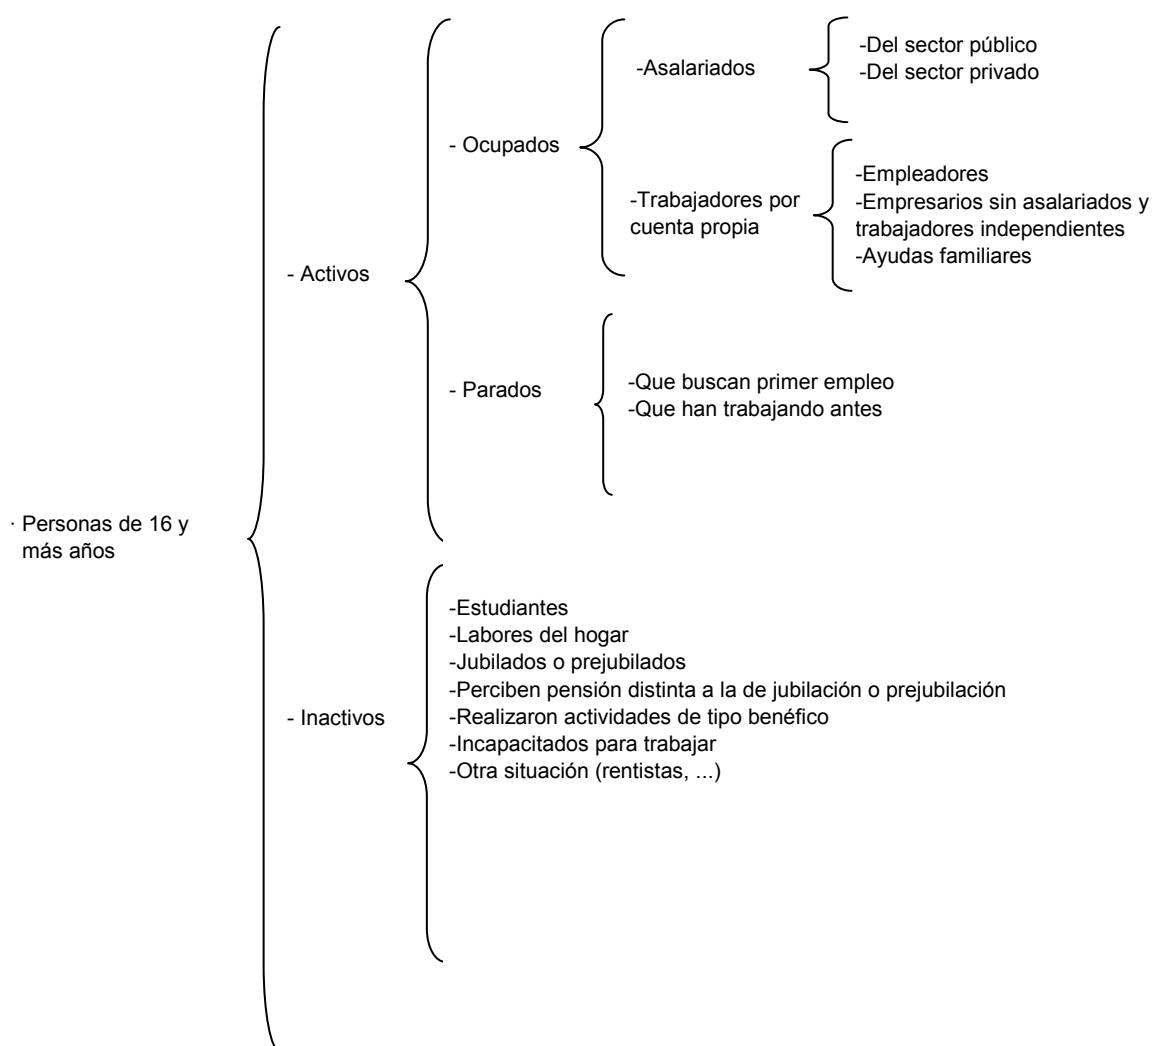 -Del sector público
-Asalariados
-Del sector privado
- Ocupados
-Empleadores
-Trabajadores por
-Empresarios sin asalariados y
cuenta propia
trabajadores independientes
-Ayudas familiares
- Activos
- Parados
-Que buscan primer empleo
-Que han trabajando antes
· Personas de 16 y
más años
-Estudiantes
-Labores del hogar
-Jubilados o prejubilados
-Perciben pensión distinta a la de jubilación o prejubilación
- Inactivos
-Realizaron actividades de tipo benéfico
-Incapacitados para trabajar
-Otra situación (rentistas, ...)